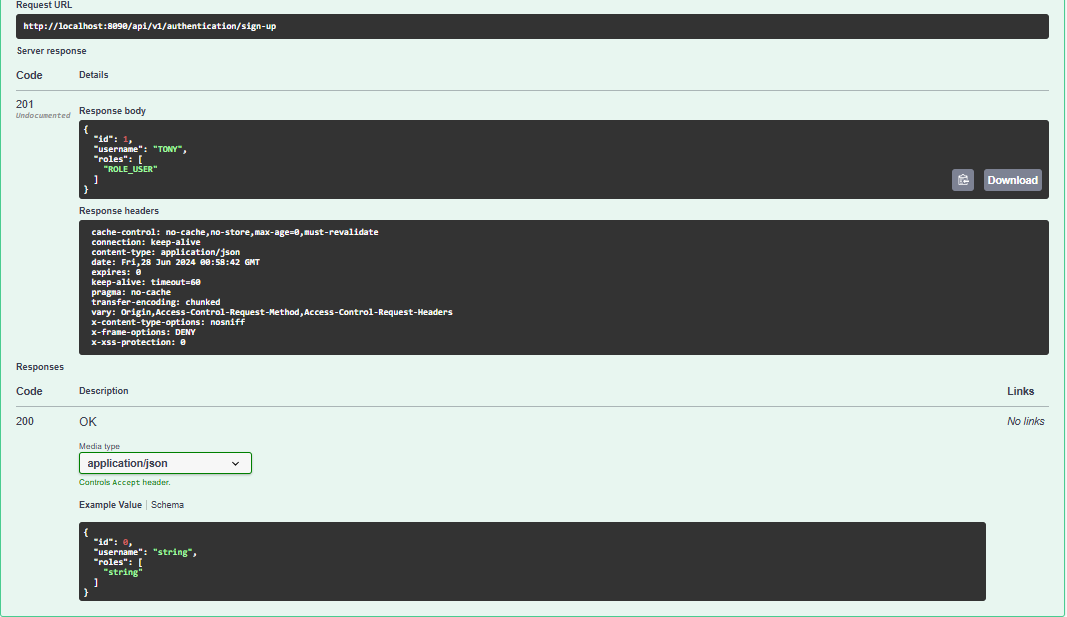 Request URL
http://localhost:8090/api/v1/authentication/sign-up
Server response
Code Details
201
Undocumented
Response body
{
"id": 1,
"username": "TONY",
"roles": [
"ROLE_USER"
]
}
Download
Response headers
cache-control: no-cache,no-store,max-age=0,must-revalidate
connection: keep-alive
content-type: application/json
date: Fri,28 Jun 2024 00:58:42 GMT
expires: 0
keep-alive: timeout=60
pragma: no-cache
transfer-encoding: chunked
vary: Origin,Access-Control-Request-Method,Access-Control-Request-Headers
x-content-type-options: nosniff
x-frame-options: DENY
x-xss-protection: 0
Responses
Code Description Links
200 OK No links
Media type
application/json
Controls Accept header.
Example Value | Schema
{
"id": 0,
"username": "string",
"roles": [
"string"
]
}